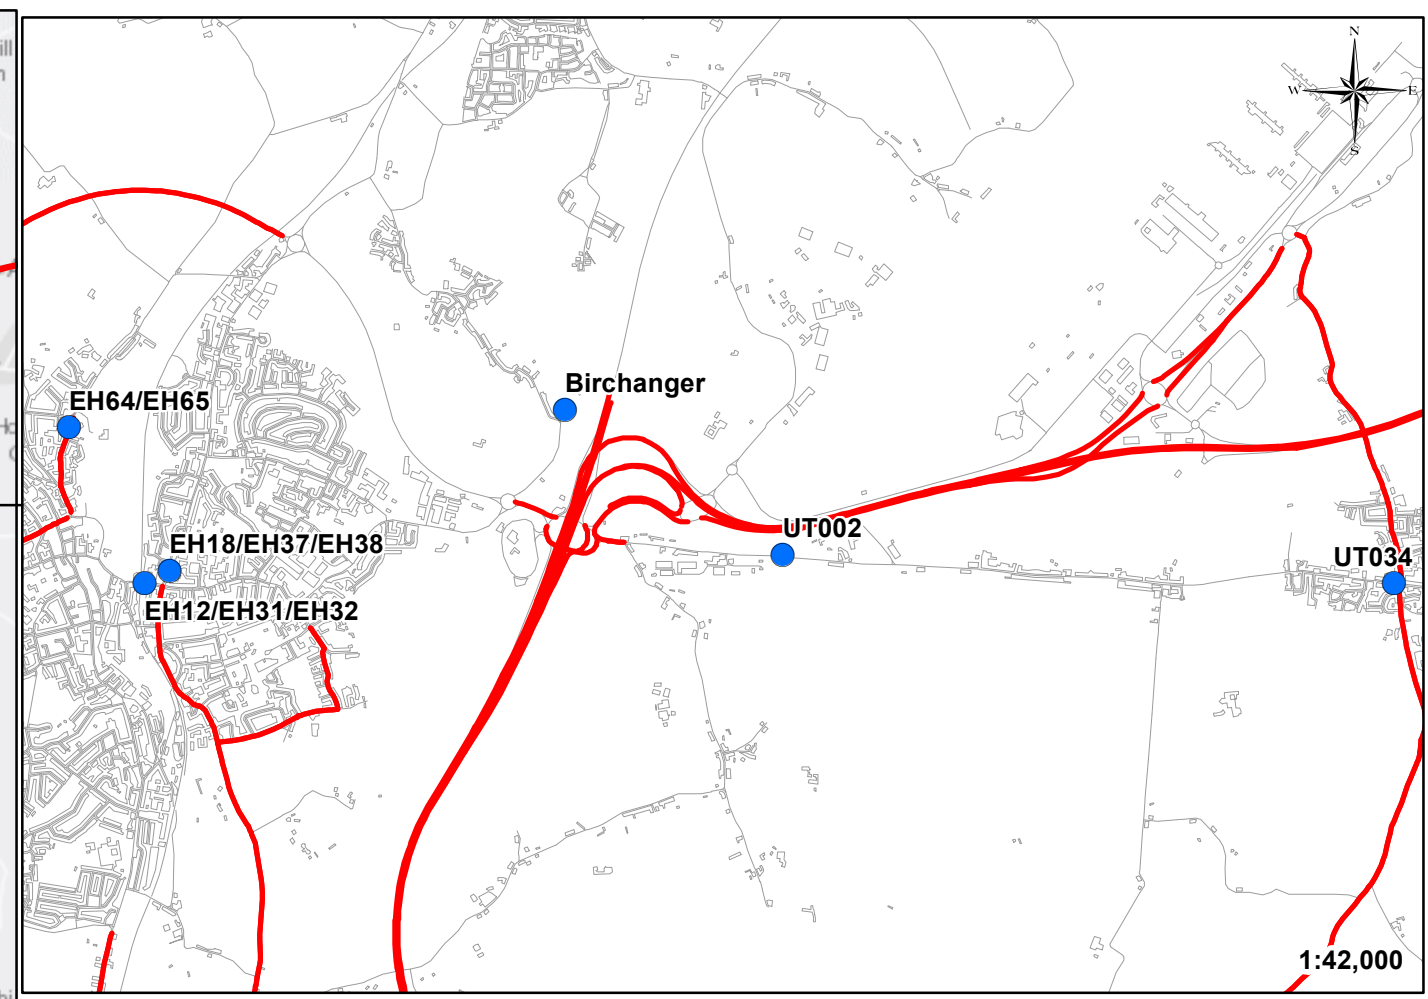 N
W E
S
Birchanger
EH64/EH65
UT002
EH18/EH37/EH38
UT034
EH12/EH31/EH32
1:42,000